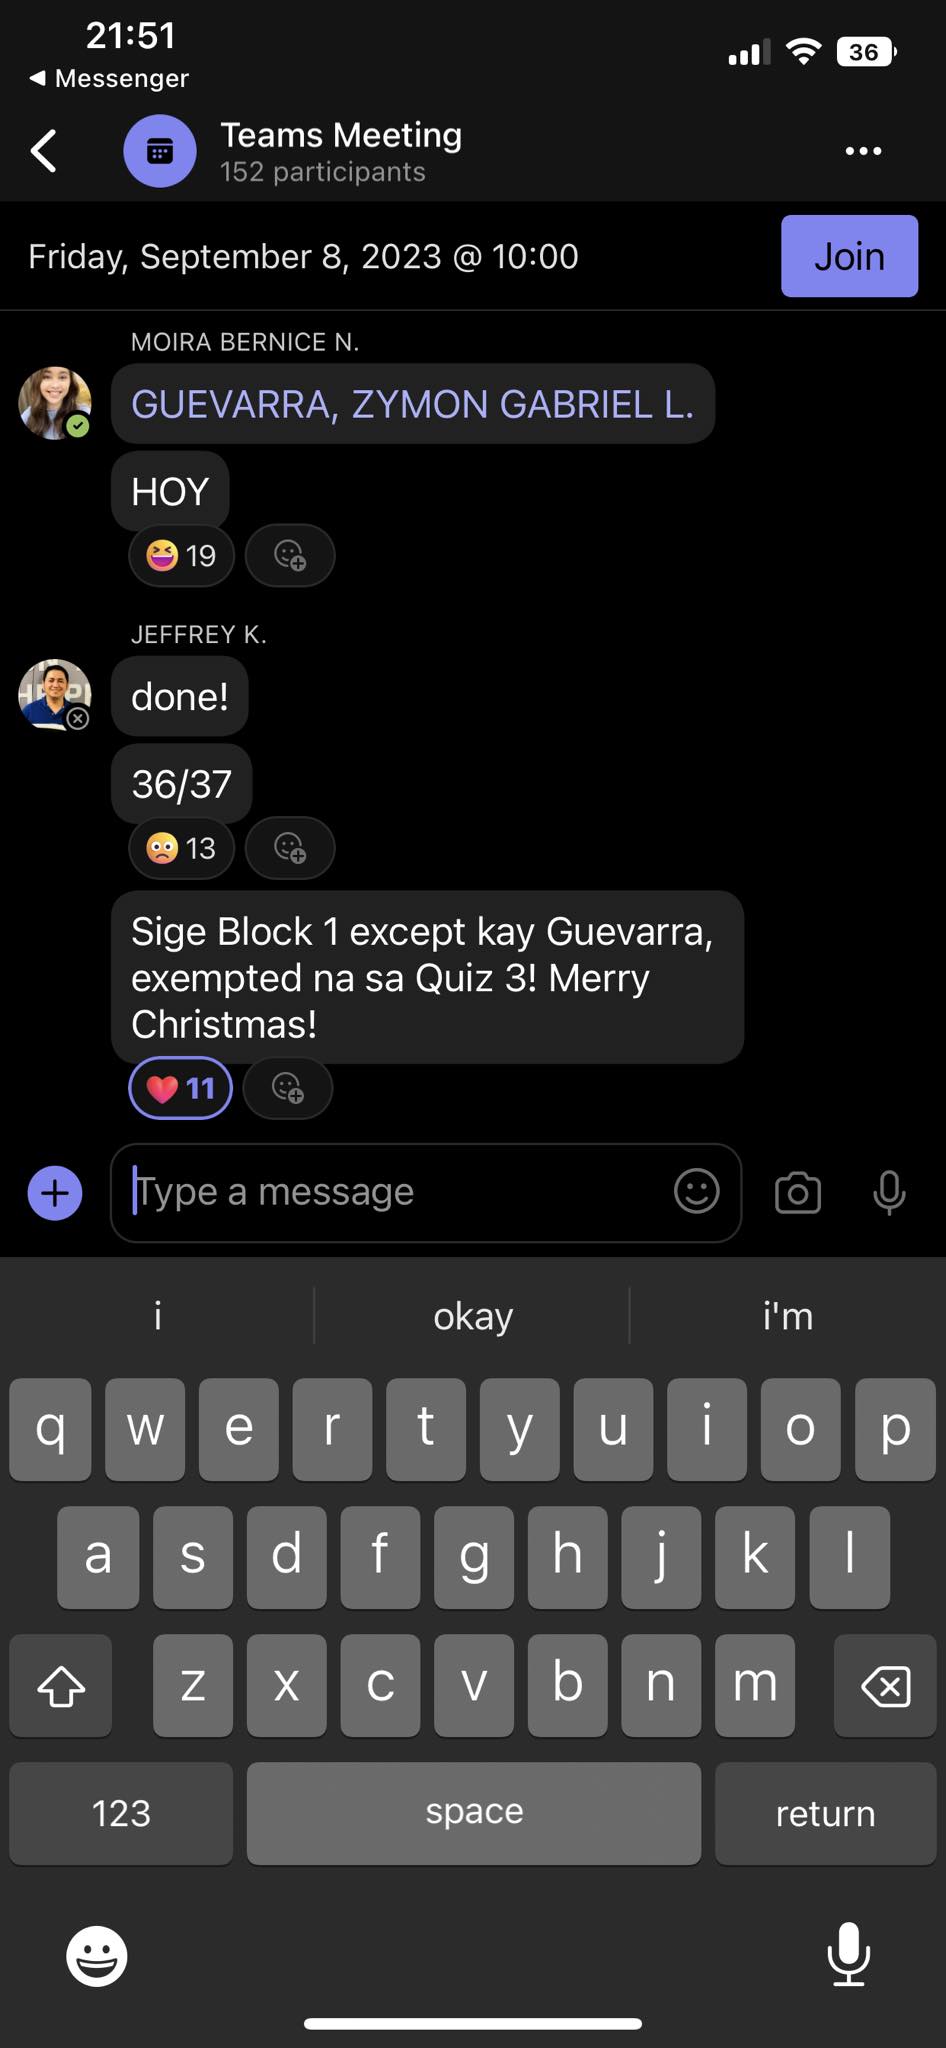 21:51
36
◀ Messenger
Teams Meeting
152 participants
Friday, September 8, 2023 @ 10:00
Join
MOIRA BERNICE N.
GUEVARRA, ZYMON GABRIEL L.
HOY
😆 19
JEFFREY K.
done!
36/37
🙁 13
Sige Block 1 except kay Guevarra,
exempted na sa Quiz 3! Merry
Christmas!
❤️ 11
Type a message
i okay i'm
q w e r t y u i o p
a s d f g h j k l
z x c v b n m
123 space return